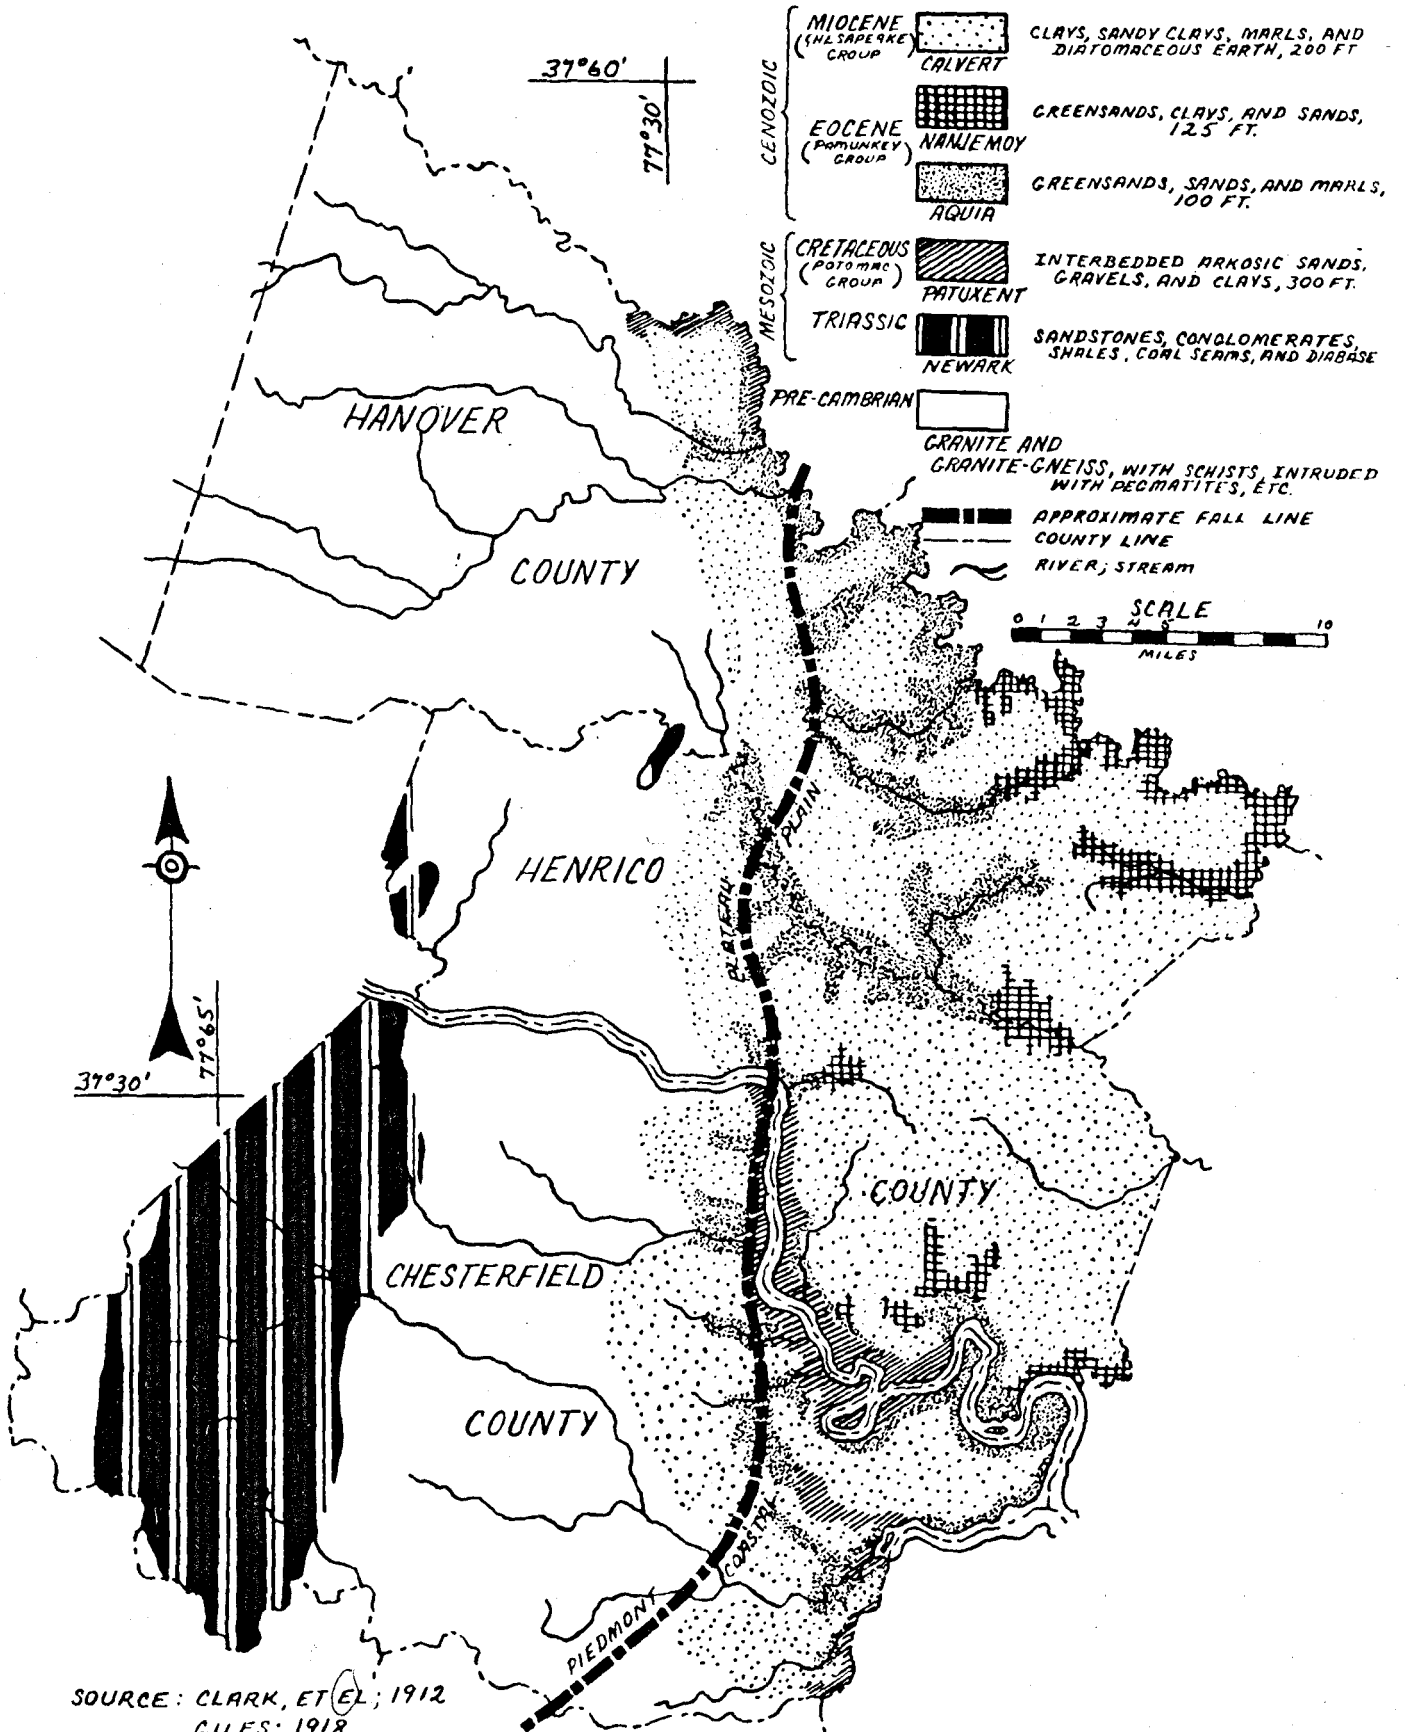 37°60'
77°30'
CENOZOIC
MIOCENE
(CHESAPEAKE)
GROUP
CALVERT
CLAYS, SANDY CLAYS, MARLS, AND
DIATOMACEOUS EARTH, 200 FT
EOCENE
(PAMUNKEY)
GROUP
NANJEMOY
GREENSANDS, CLAYS, AND SANDS,
125 FT.
AQUIA
GREENSANDS, SANDS, AND MARLS,
100 FT.
MESOZOIC
CRETACEOUS
(POTOMAC)
GROUP
PATUXENT
INTERBEDDED ARKOSIC SANDS,
GRAVELS, AND CLAYS, 300 FT.
TRIASSIC
NEWARK
SANDSTONES, CONGLOMERATES,
SHALES, COAL SEAMS, AND DIABASE
PRE-CAMBRIAN
GRANITE AND
GRANITE-GNEISS, WITH SCHISTS, INTRUDED
WITH PEGMATITES, ETC.
APPROXIMATE FALL LINE
COUNTY LINE
RIVER; STREAM
SCALE
0 1 2 3 4 5 10
MILES
HANOVER
COUNTY
HENRICO
PLATEAU
PLAIN
77°65'
37°30'
COUNTY
CHESTERFIELD
COUNTY
PIEDMONT
COASTAL
SOURCE: CLARK, ET EL; 1912
GILES: 1918